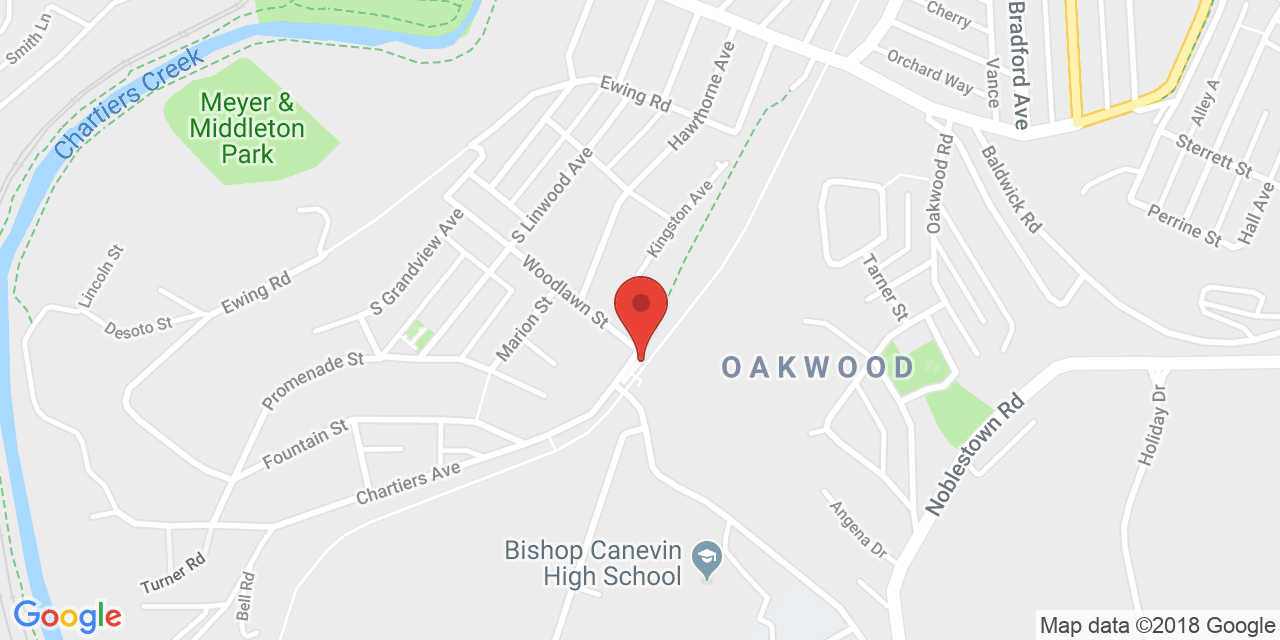 Smith Ln
Chartiers Creek
Meyer &
Middleton
Park
Ewing Rd
Hawthorne Ave
Cherry
Orchard Way
Vance
Bradford Ave
Alley A
Sterrett St
Hall Ave
Perrine St
Baldwick Rd
Oakwood Rd
Tarner St
Kingston Ave
S Linwood Ave
S Grandview Ave
Woodlawn St
Marion St
Lincoln St
Desoto St
Ewing Rd
Promenade St
Fountain St
Chartiers Ave
Turner Rd
Bell Rd
OAKWOOD
Noblestown Rd
Holiday Dr
Angena Dr
Bishop Canevin
High School
Google
Map data ©2018 Google